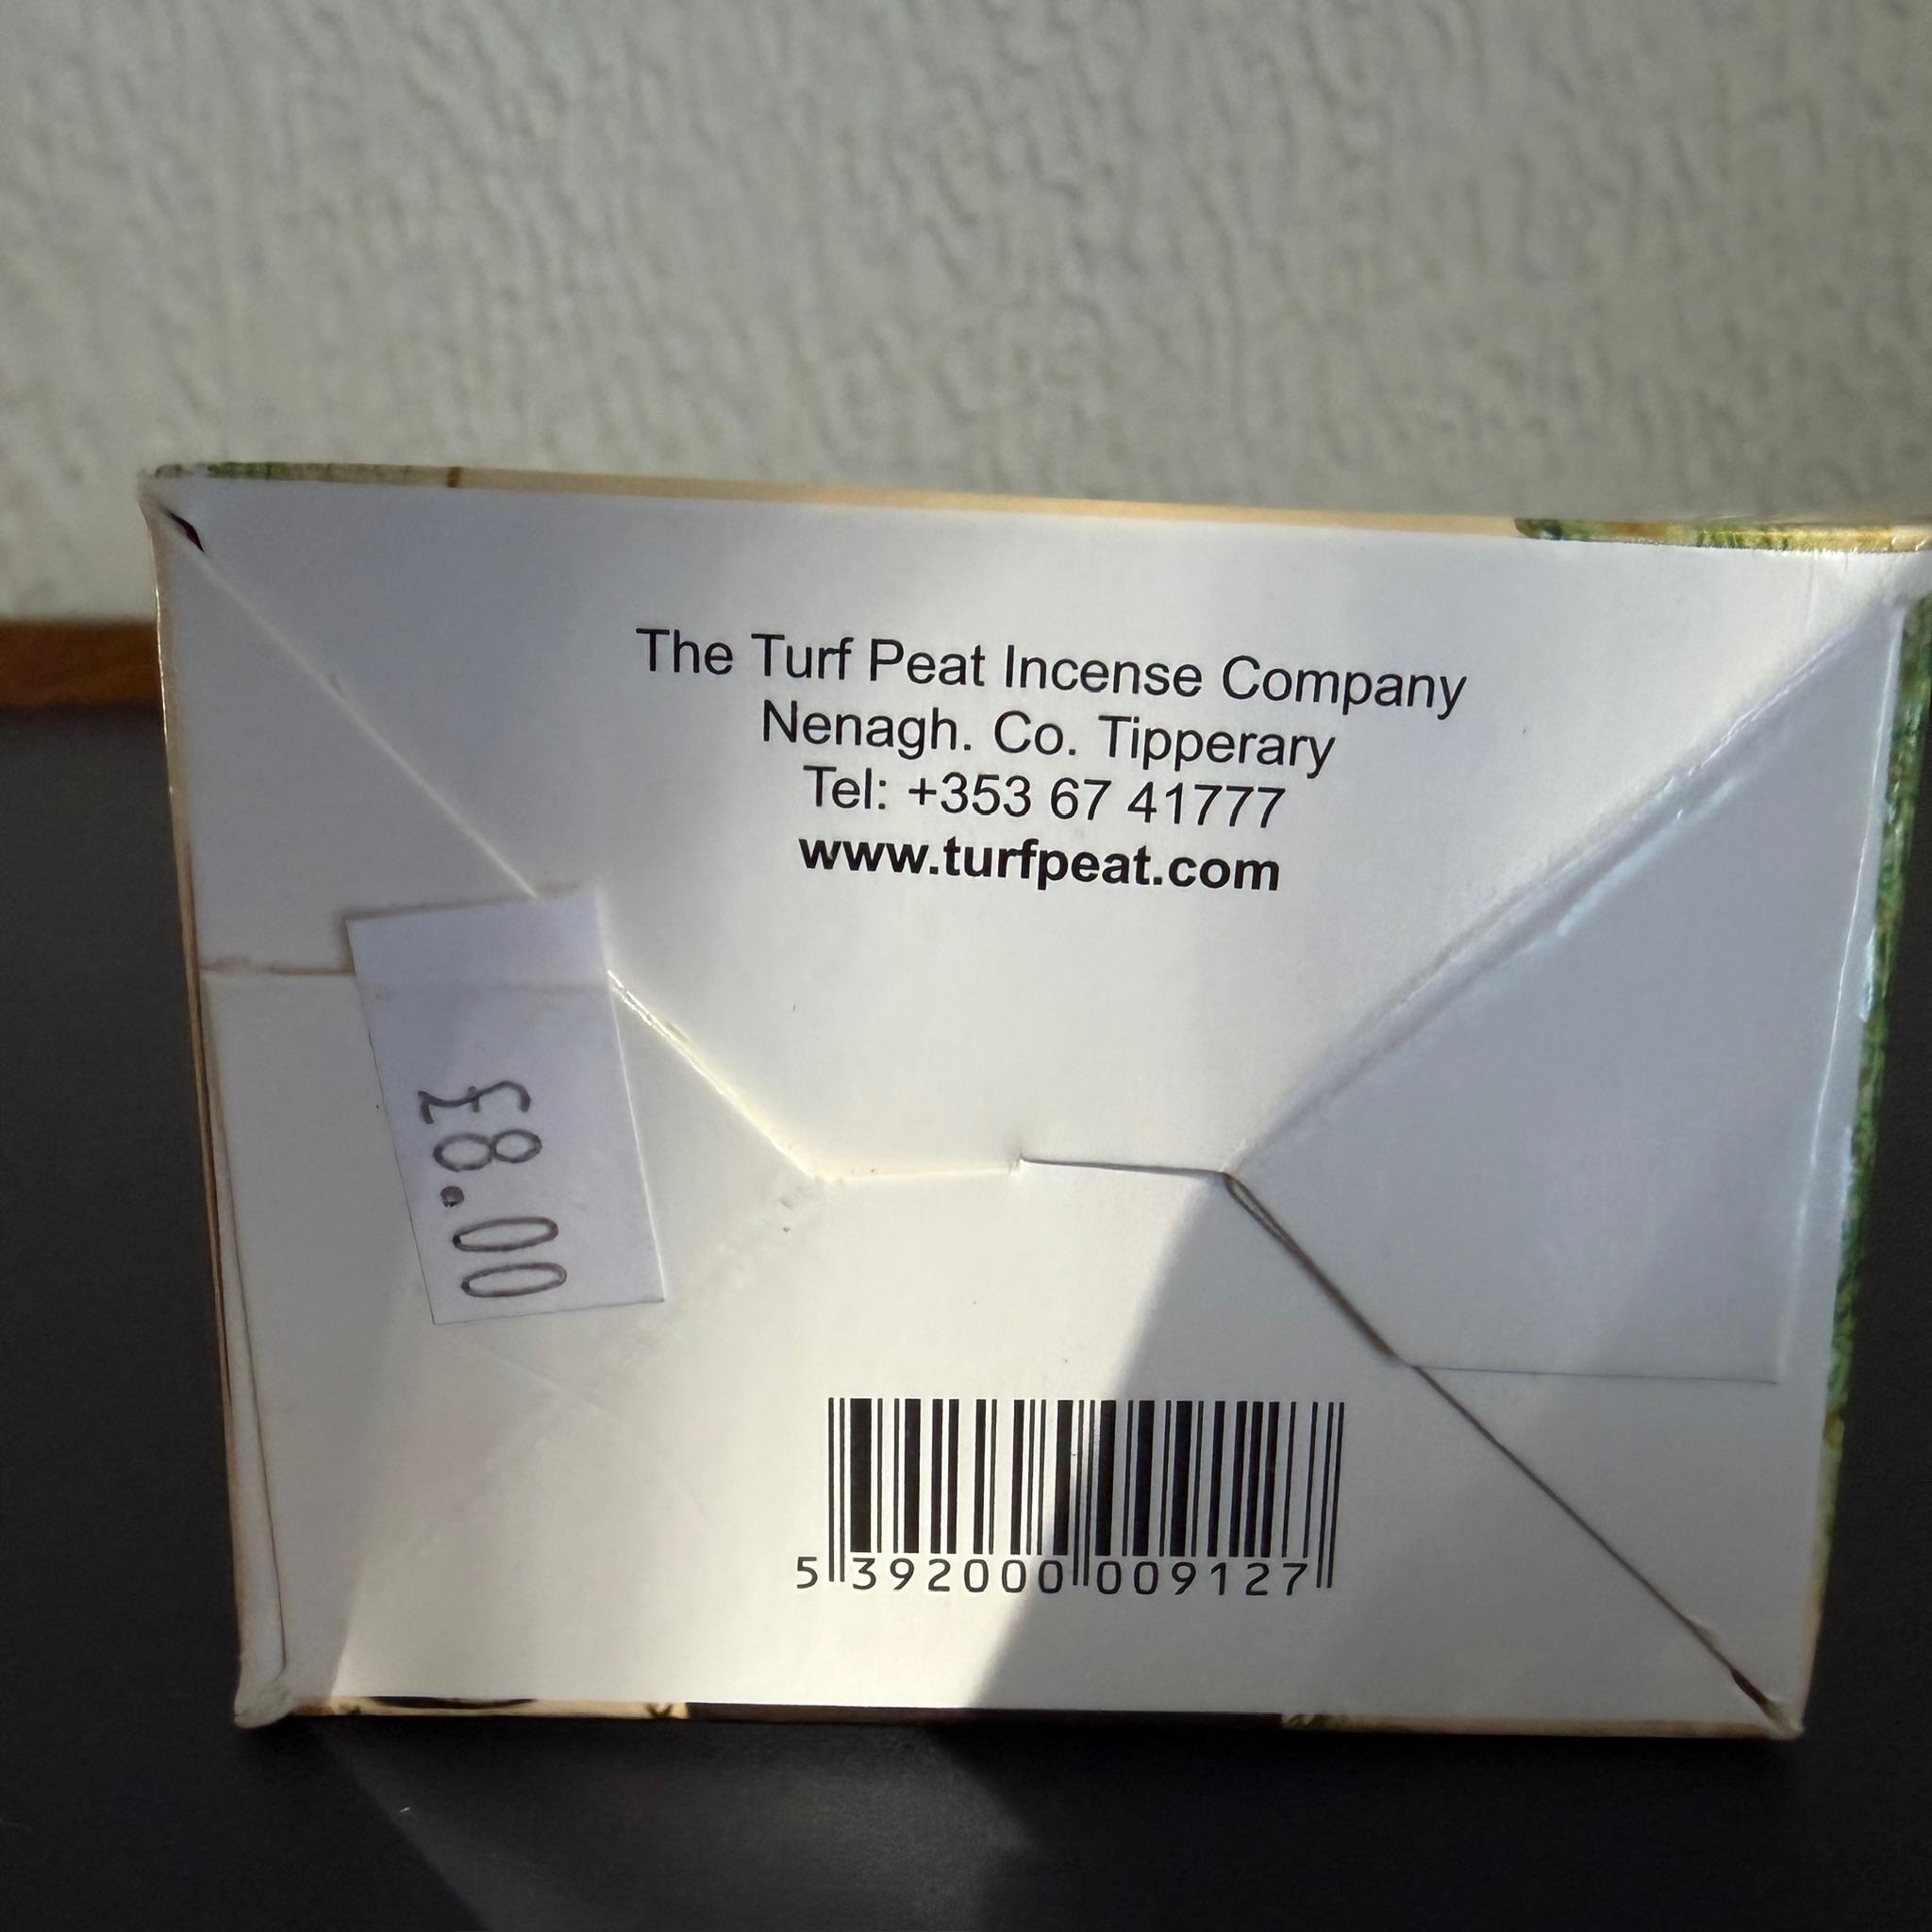 The Turf Peat Incense Company
Nenagh. Co. Tipperary
Tel: +353 67 41777
www.turfpeat.com
£8.00
5 392000 009127